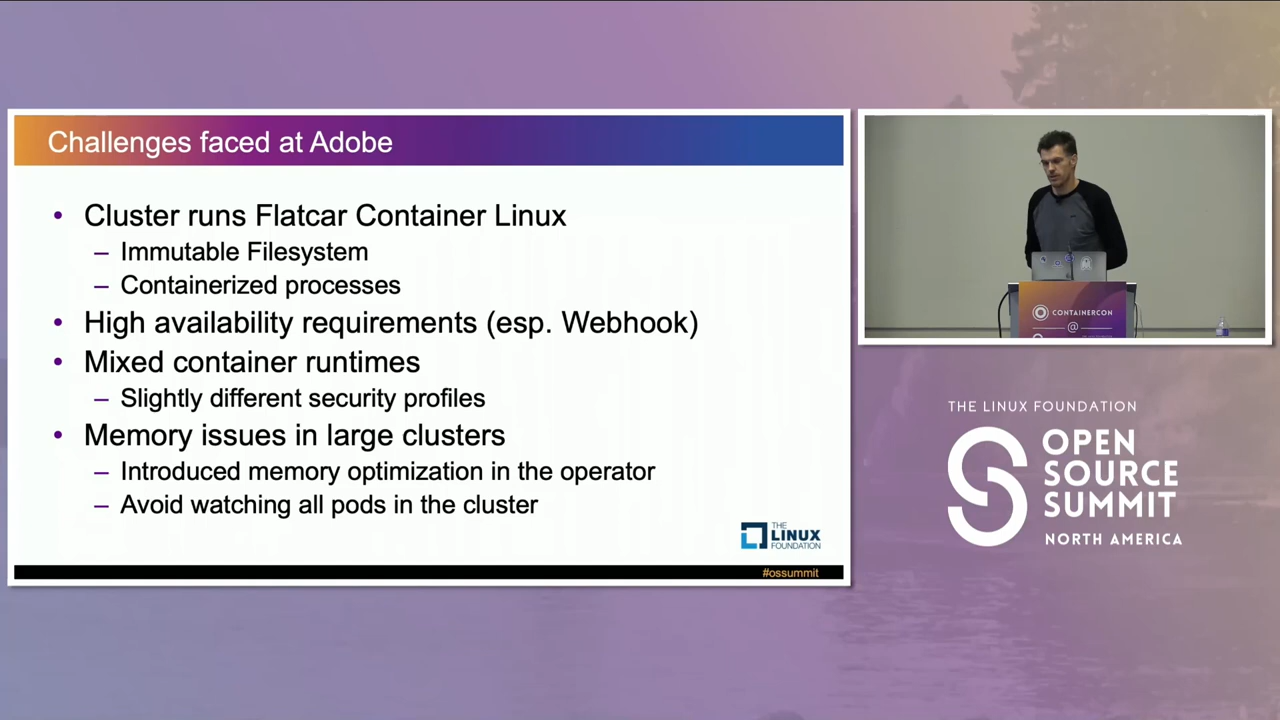 Challenges faced at Adobe
• Cluster runs Flatcar Container Linux
– Immutable Filesystem
– Containerized processes
• High availability requirements (esp. Webhook)
• Mixed container runtimes
– Slightly different security profiles
• Memory issues in large clusters
– Introduced memory optimization in the operator
– Avoid watching all pods in the cluster
THE
LINUX
FOUNDATION
#ossummit
CONTAINERCON
@
THE LINUX FOUNDATION
OPEN
SOURCE
SUMMIT
NORTH AMERICA